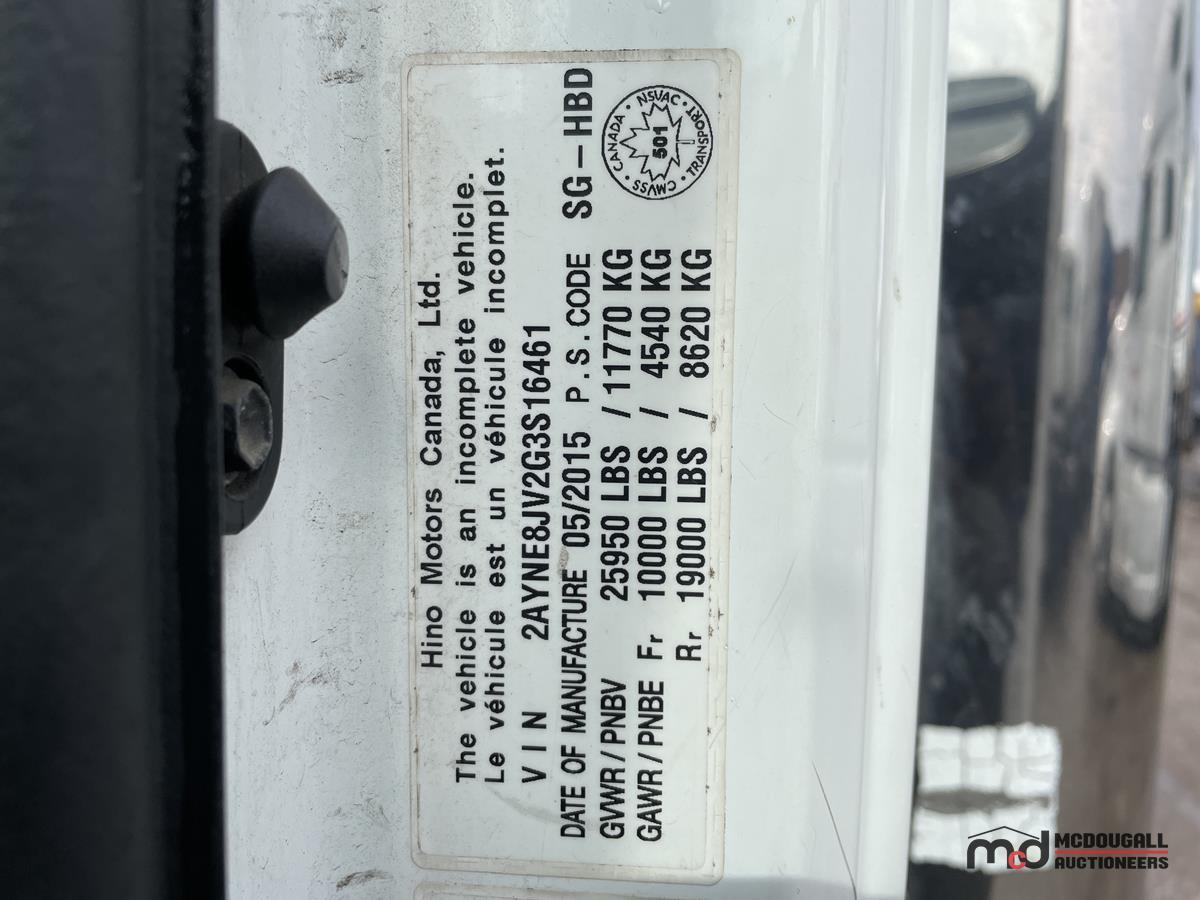 Hino Motors Canada, Ltd.
The vehicle is an incomplete vehicle.
Le véhicule est un véhicule incomplet.
VIN 2AYNE8JV2G3S16461
DATE OF MANUFACTURE 05/2015 P.S.CODE SG-HBD
GVWR/PNBV 25950 LBS / 11770 KG
GAWR/PNBE Fr 10000 LBS / 4540 KG
Rr 19000 LBS / 8620 KG
CMVSS • CANADA • NSVAC • TRANSPORT •
501
mcd MCDOUGALL
AUCTIONEERS